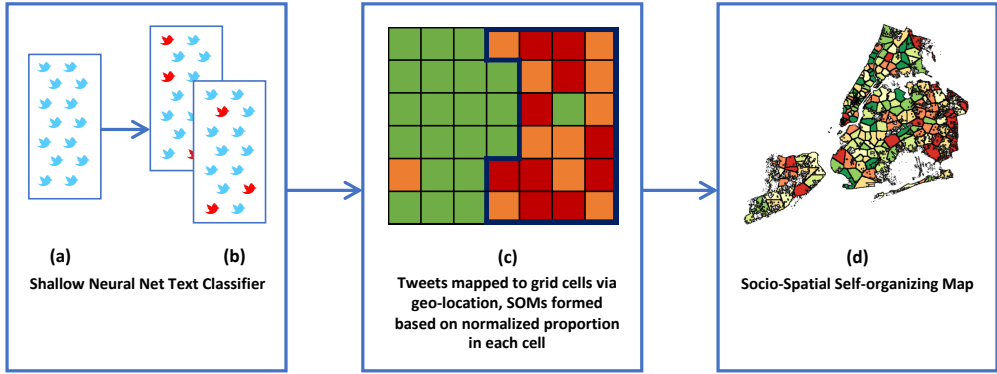 (a)
(b)
Shallow Neural Net Text Classifier
(c)
Tweets mapped to grid cells via
geo-location, SOMs formed
based on normalized proportion
in each cell
(d)
Socio-Spatial Self-organizing Map